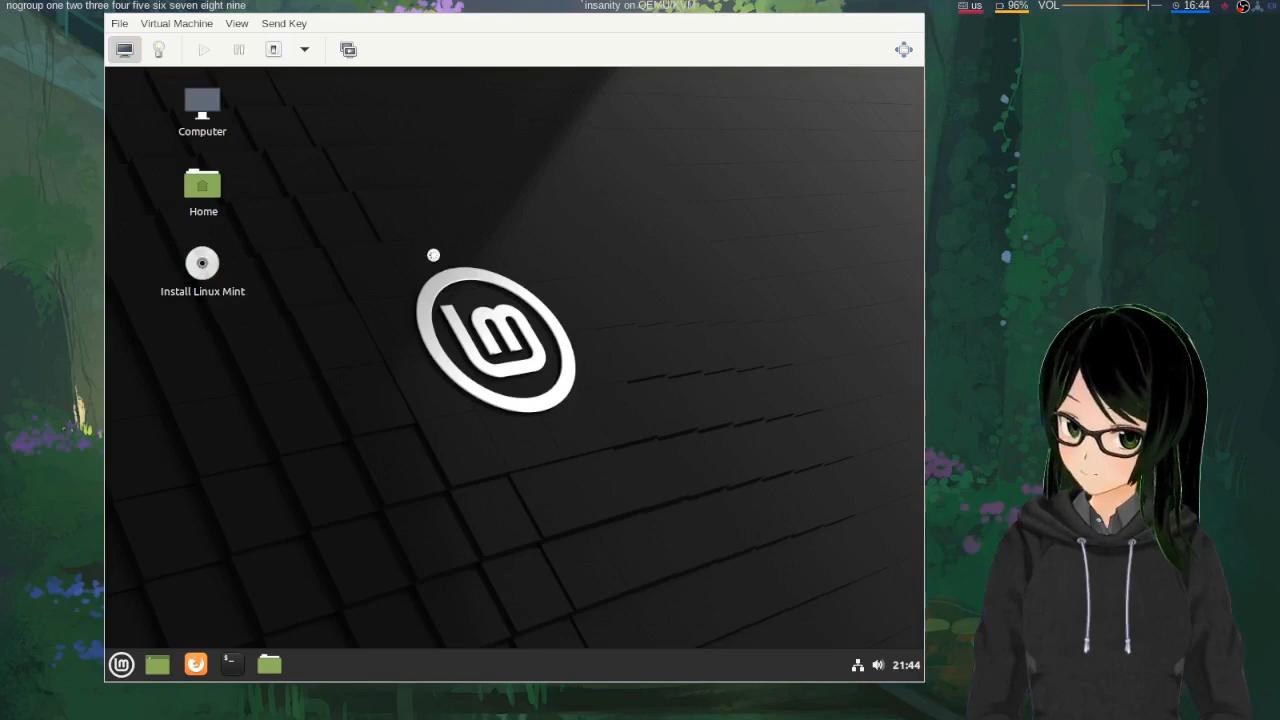 nogroup one two three four five six seven eight nine
insanity on QEMU/KVM
us
96%
VOL
16:44
File Virtual Machine View Send Key
Computer
Home
Install Linux Mint
$_
21:44